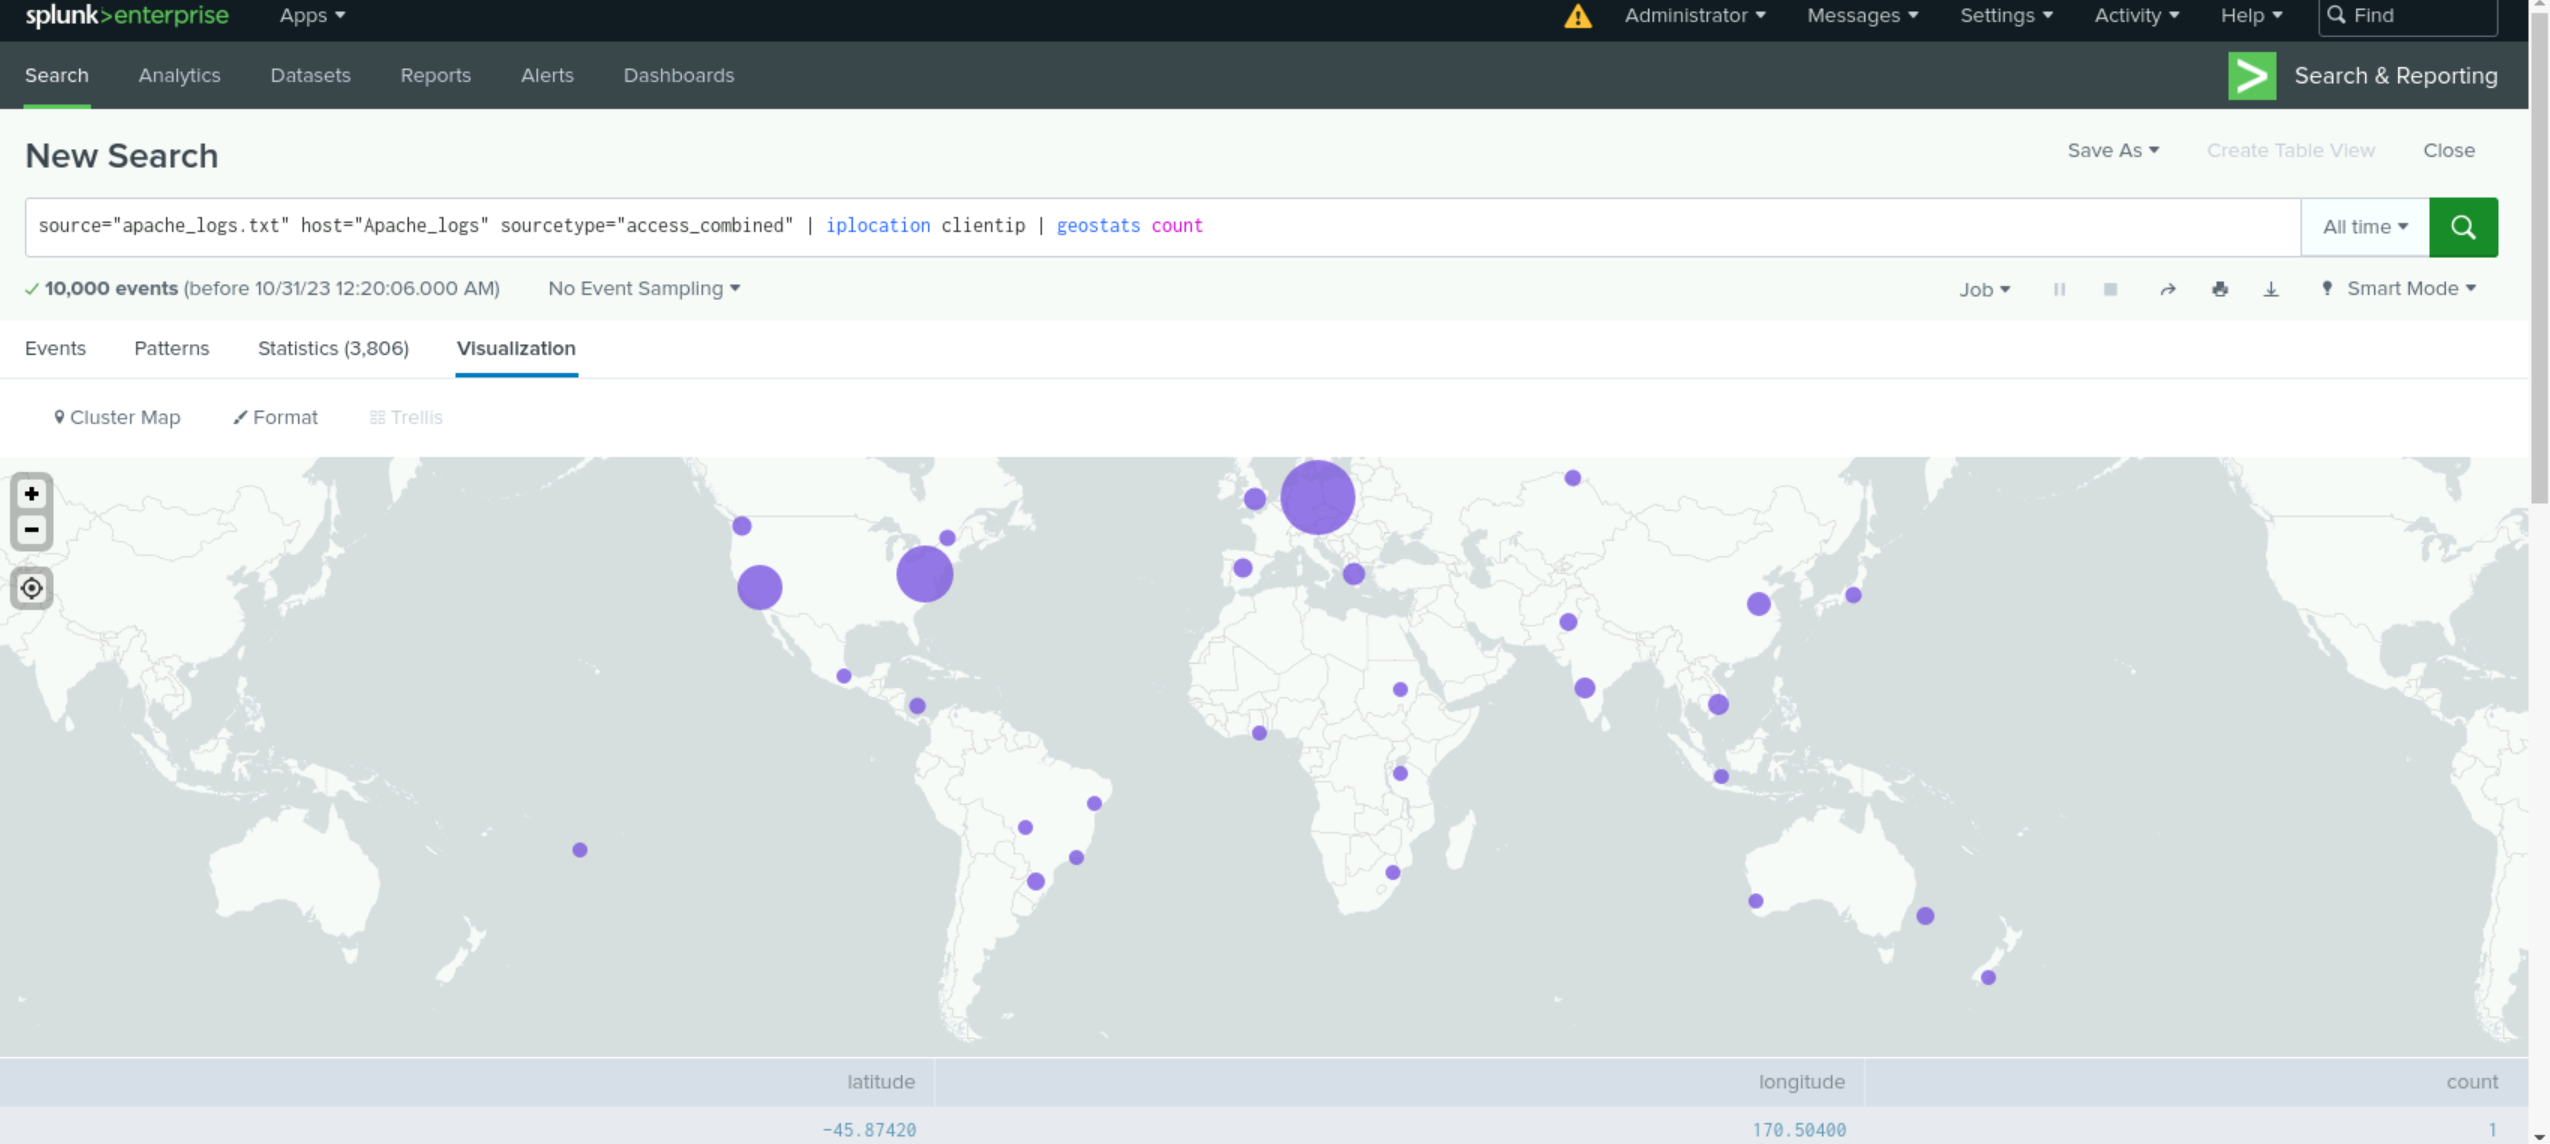 splunk>enterprise Apps Administrator Messages Settings Activity Help Find
Search Analytics Datasets Reports Alerts Dashboards Search & Reporting
New Search Save As Create Table View Close
source="apache_logs.txt" host="Apache_logs" sourcetype="access_combined" | iplocation clientip | geostats count All time
10,000 events (before 10/31/23 12:20:06.000 AM) No Event Sampling Job Smart Mode
Events Patterns Statistics (3,806) Visualization
Cluster Map Format Trellis
+
-
latitude longitude count
-45.87420 170.50400 1